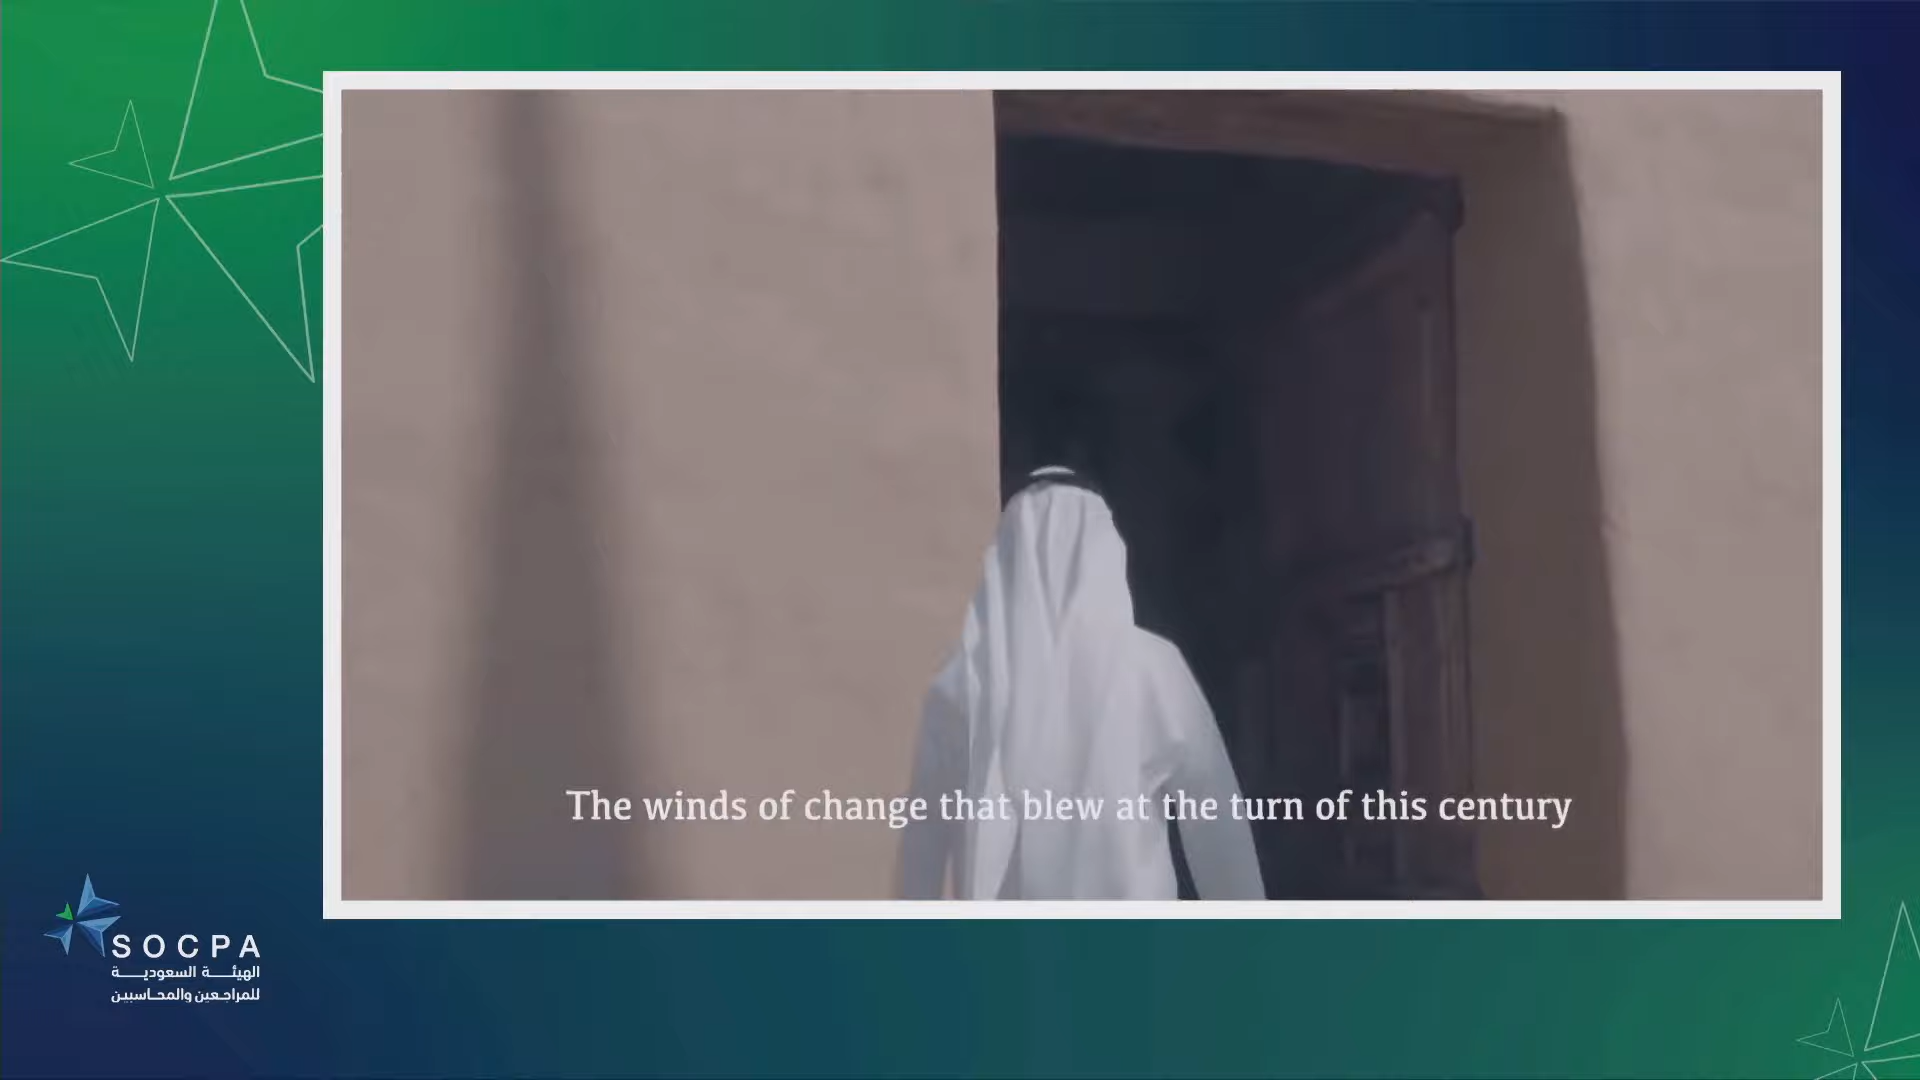 The winds of change that blew at the turn of this century
SOCPA
الهيئة السعودية
للمراجعين والمحاسبين